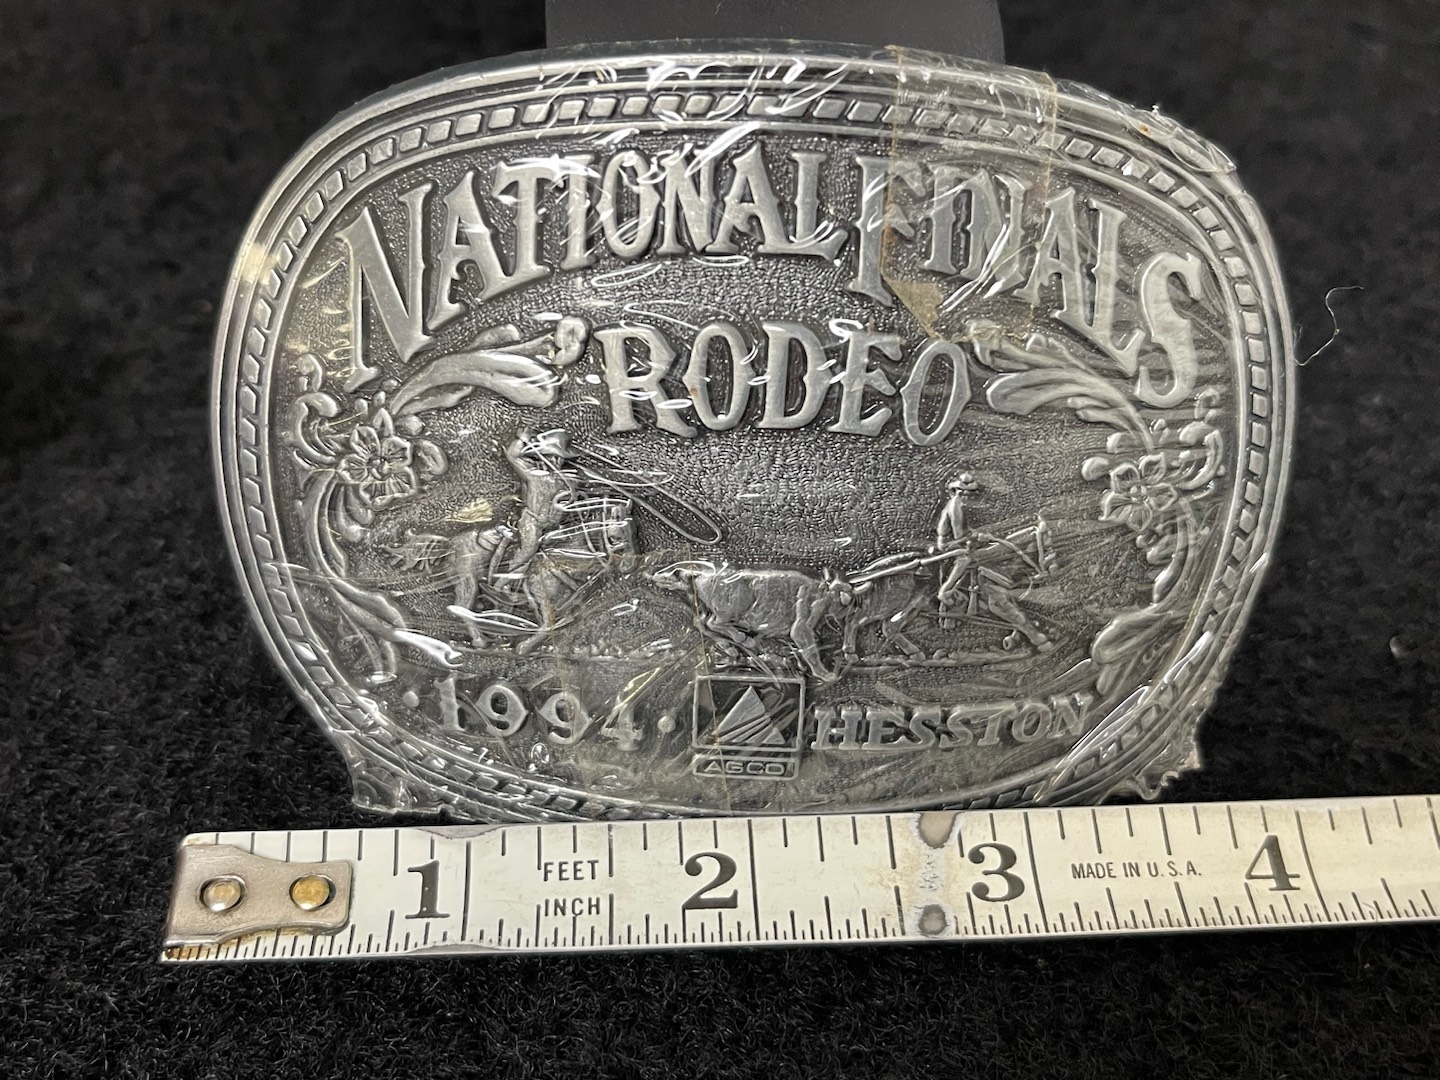 NATIONAL FINALS
RODEO
·1994· HESSTON
AGCO
1 FEET 2 3 MADE IN U.S.A. 4
INCH